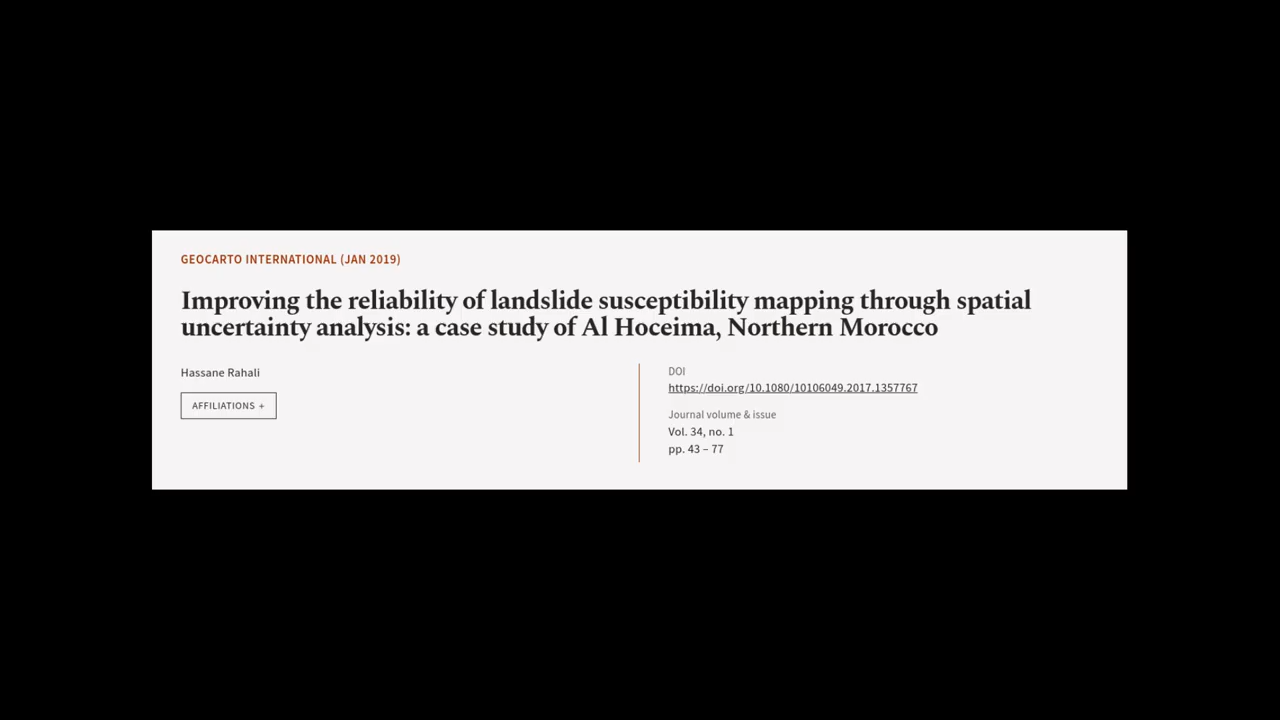 GEOCARTO INTERNATIONAL (JAN 2019)
Improving the reliability of landslide susceptibility mapping through spatial
uncertainty analysis: a case study of Al Hoceima, Northern Morocco
Hassane Rahali
AFFILIATIONS +
DOI
https://doi.org/10.1080/10106049.2017.1357767
Journal volume & issue
Vol. 34, no. 1
pp. 43 – 77